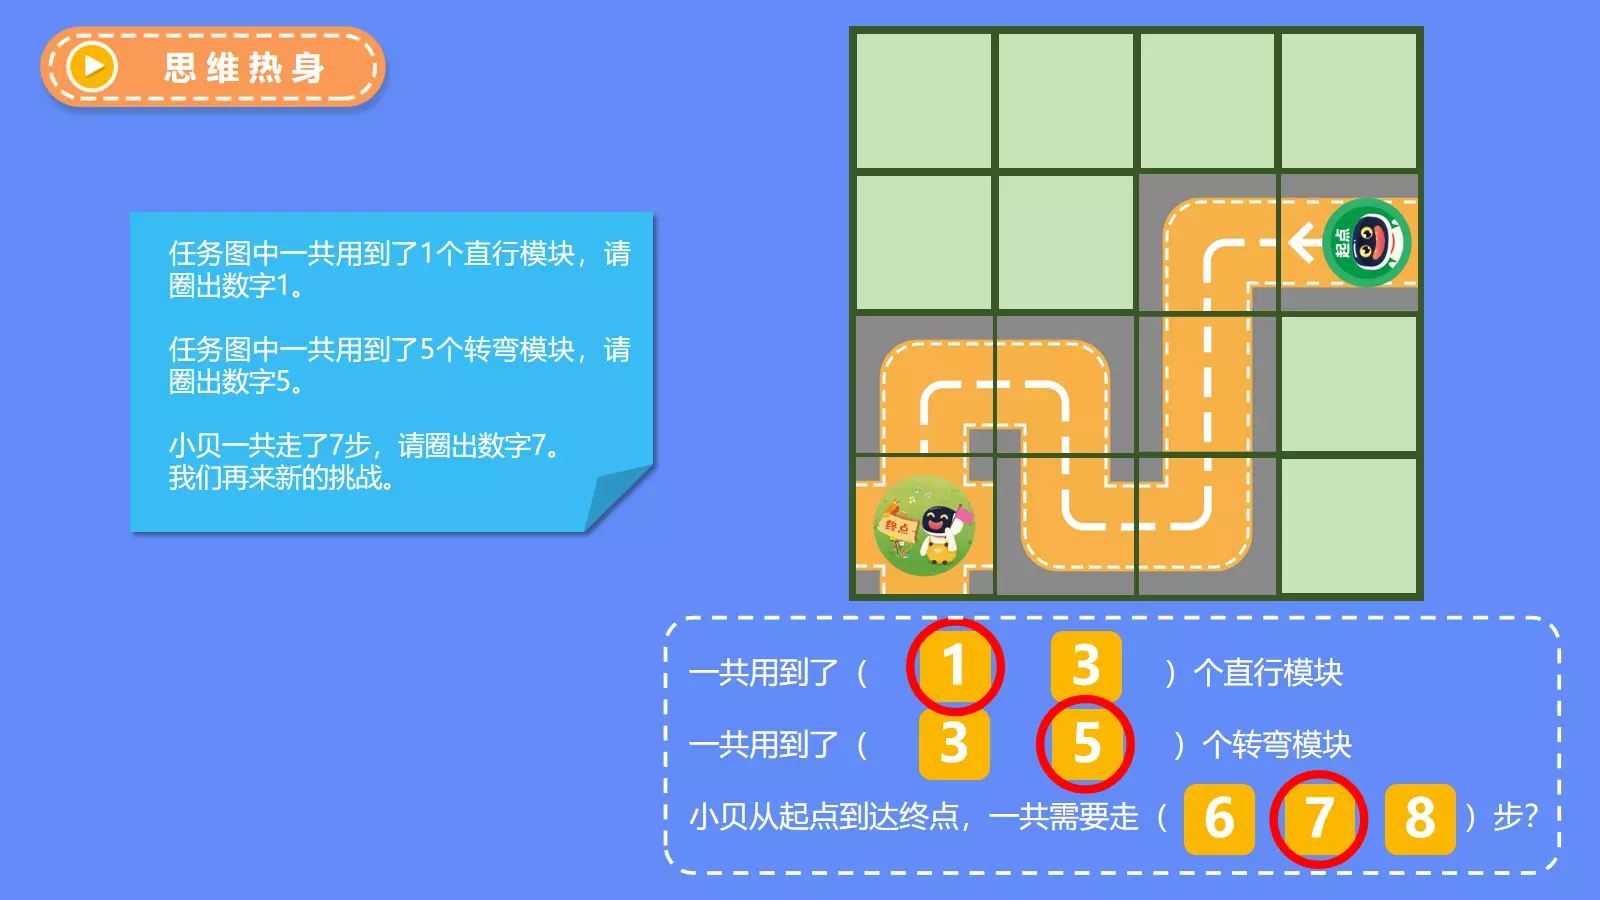 思维热身
任务图中一共用到了1个直行模块，请
圈出数字1。
任务图中一共用到了5个转弯模块，请
圈出数字5。
小贝一共走了7步，请圈出数字7。
我们再来新的挑战。
起点
终点
一共用到了（ 1 3 ）个直行模块
一共用到了（ 3 5 ）个转弯模块
小贝从起点到达终点，一共需要走（ 6 7 8 ）步？